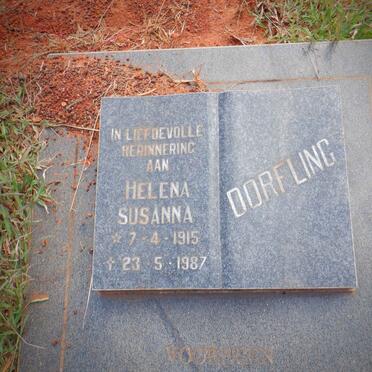 IN LIEFDEVOLLE
HERINNERING
AAN
HELENA
SUSANNA
☆ 7-4-1915
† 23-5-1987
DORFLING